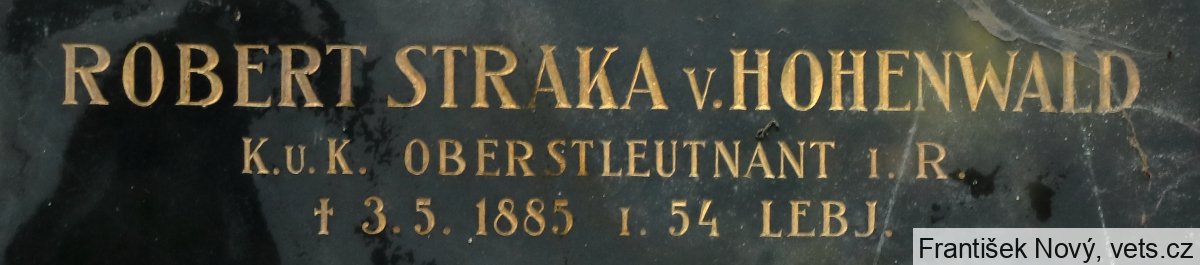 ROBERT STRAKA v. HOHENWALD
K. u. K. OBERSTLEUTNANT I. R.
† 3. 5. 1885 I. 54 LEBJ.
František Nový, vets.cz